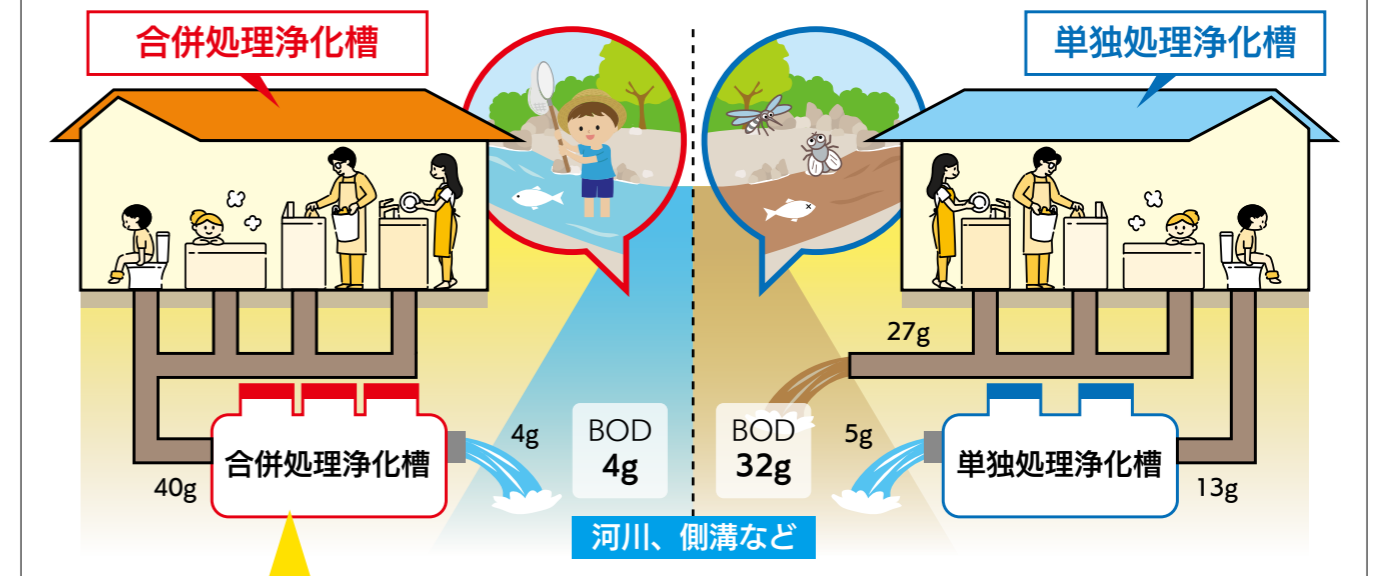 合併処理浄化槽
単独処理浄化槽
27g
4g
BOD
4g
BOD
32g
5g
合併処理浄化槽
単独処理浄化槽
40g
13g
河川、側溝など